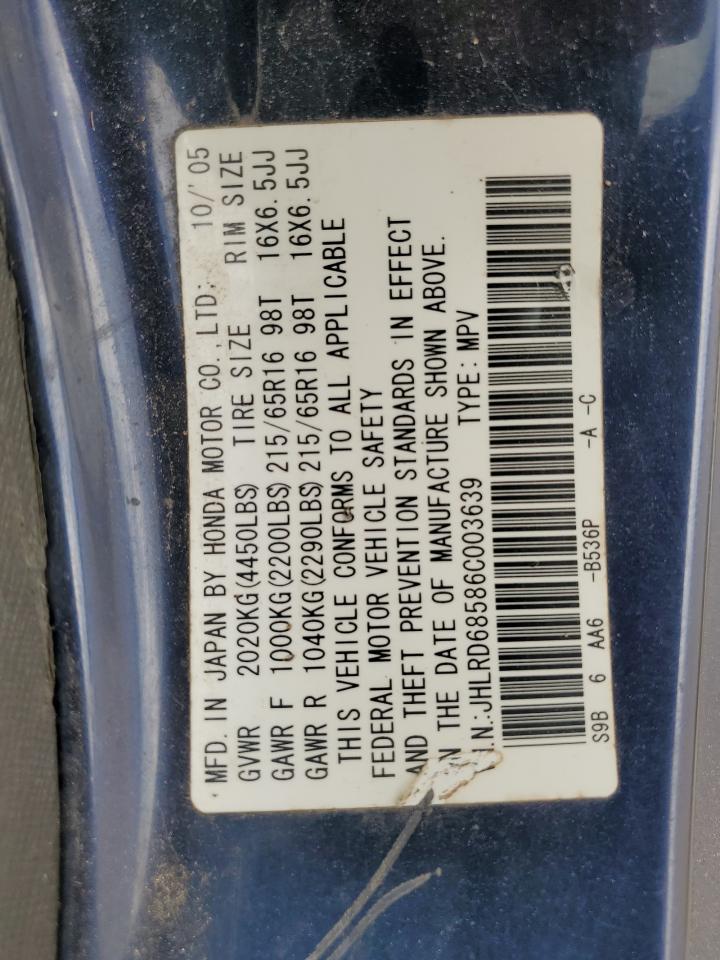 MFD. IN JAPAN BY HONDA MOTOR CO., LTD. 10/'05
GVWR 2020KG(4450LBS) TIRE SIZE RIM SIZE
GAWR F 1000KG(2200LBS) 215/65R16 98T 16X6.5JJ
GAWR R 1040KG(2290LBS) 215/65R16 98T 16X6.5JJ
THIS VEHICLE CONFORMS TO ALL APPLICABLE
FEDERAL MOTOR VEHICLE SAFETY
AND THEFT PREVENTION STANDARDS IN EFFECT
N THE DATE OF MANUFACTURE SHOWN ABOVE.
I.N.:JHLRD68586C003639 TYPE: MPV
S9B 6 AA6 -B536P -A -C